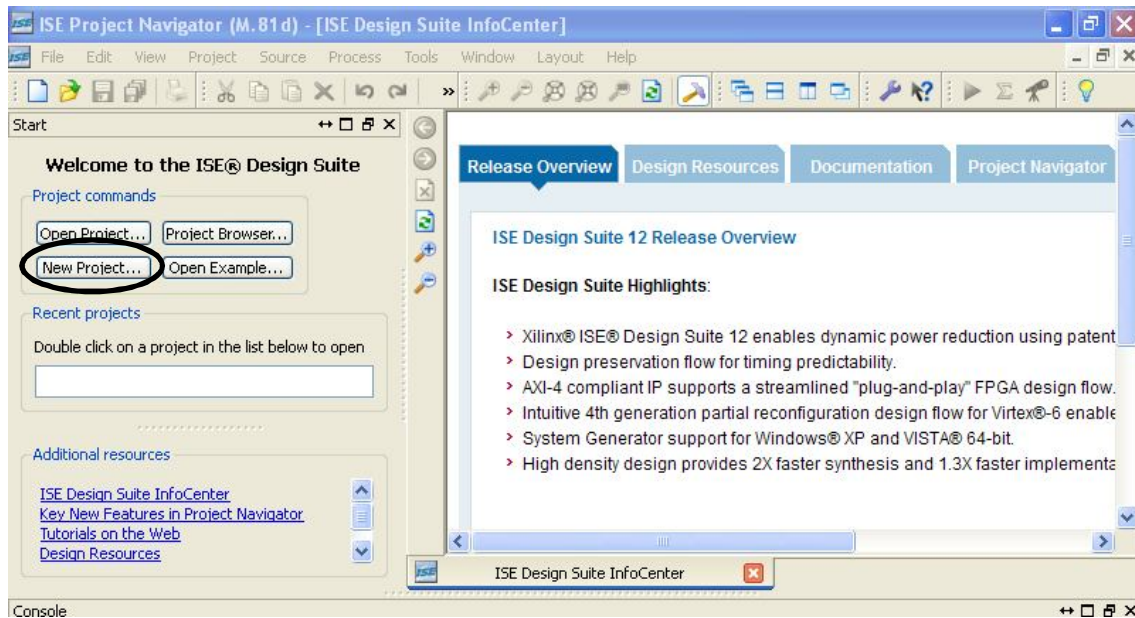 ISE Project Navigator (M.81d) - [ISE Design Suite InfoCenter]
File Edit View Project Source Process Tools Window Layout Help
Start
Welcome to the ISE® Design Suite
Project commands
Open Project... Project Browser...
New Project... Open Example...
Recent projects
Double click on a project in the list below to open
Additional resources
ISE Design Suite InfoCenter
Key New Features in Project Navigator
Tutorials on the Web
Design Resources
Release Overview Design Resources Documentation Project Navigator
ISE Design Suite 12 Release Overview
ISE Design Suite Highlights:
Xilinx® ISE® Design Suite 12 enables dynamic power reduction using patent
Design preservation flow for timing predictability.
AXI-4 compliant IP supports a streamlined "plug-and-play" FPGA design flow.
Intuitive 4th generation partial reconfiguration design flow for Virtex®-6 enable
System Generator support for Windows® XP and VISTA® 64-bit.
High density design provides 2X faster synthesis and 1.3X faster implementa
ISE Design Suite InfoCenter
Console